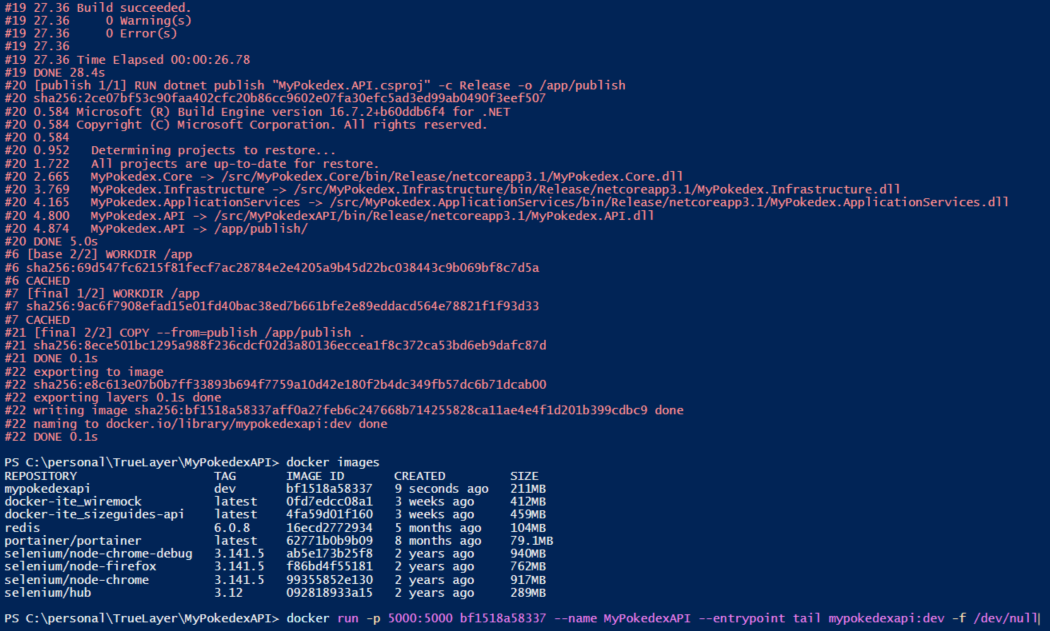 #19 27.36 Build succeeded.
#19 27.36     0 Warning(s)
#19 27.36     0 Error(s)
#19 27.36
#19 27.36 Time Elapsed 00:00:26.78
#19 DONE 28.4s
#20 [publish 1/1] RUN dotnet publish "MyPokedex.API.csproj" -c Release -o /app/publish
#20 sha256:2ce07bf53c90faa402cfc20b86cc9602e07fa30efc5ad3ed99ab0490f3eef507
#20 0.584 Microsoft (R) Build Engine version 16.7.2+b60ddb6f4 for .NET
#20 0.584 Copyright (C) Microsoft Corporation. All rights reserved.
#20 0.584
#20 0.952   Determining projects to restore...
#20 1.722   All projects are up-to-date for restore.
#20 2.665   MyPokedex.Core -> /src/MyPokedex.Core/bin/Release/netcoreapp3.1/MyPokedex.Core.dll
#20 3.769   MyPokedex.Infrastructure -> /src/MyPokedex.Infrastructure/bin/Release/netcoreapp3.1/MyPokedex.Infrastructure.dll
#20 4.165   MyPokedex.ApplicationServices -> /src/MyPokedex.ApplicationServices/bin/Release/netcoreapp3.1/MyPokedex.ApplicationServices.dll
#20 4.800   MyPokedex.API -> /src/MyPokedexAPI/bin/Release/netcoreapp3.1/MyPokedex.API.dll
#20 4.874   MyPokedex.API -> /app/publish/
#20 DONE 5.0s
#6 [base 2/2] WORKDIR /app
#6 sha256:69d547fc6215f81fecf7ac28784e2e4205a9b45d22bc038443c9b069bf8c7d5a
#6 CACHED
#7 [final 1/2] WORKDIR /app
#7 sha256:9ac6f7908efad15e01fd40bac38ed7b661bfe2e89eddacd564e78821f1f93d33
#7 CACHED
#21 [final 2/2] COPY --from=publish /app/publish .
#21 sha256:8ece501bc1295a988f236cdcf02d3a80136eccea1f8c372ca53bd6eb9dafc87d
#21 DONE 0.1s
#22 exporting to image
#22 sha256:e8c613e07b0b7ff33893b694f7759a10d42e180f2b4dc349fb57dc6b71dcab00
#22 exporting layers 0.1s done
#22 writing image sha256:bf1518a58337aff0a27feb6c247668b714255828ca11ae4e4f1d201b399cdbc9 done
#22 naming to docker.io/library/mypokedexapi:dev done
#22 DONE 0.1s
PS C:\personal\TrueLayer\MyPokedexAPI> docker images
REPOSITORY                   TAG       IMAGE ID       CREATED         SIZE
mypokedexapi                 dev       bf1518a58337   9 seconds ago   211MB
docker-ite_wiremock          latest    0fd7edcc08a1   3 weeks ago     412MB
docker-ite_sizeguides-api    latest    4fa59d01f160   3 weeks ago     459MB
redis                        6.0.8     16ecd2772934   5 months ago    104MB
portainer/portainer          latest    62771b0b9b09   8 months ago    79.1MB
selenium/node-chrome-debug   3.141.5   ab5e173b25f8   2 years ago     940MB
selenium/node-firefox        3.141.5   f86bd4f55181   2 years ago     762MB
selenium/node-chrome         3.141.5   99355852e130   2 years ago     917MB
selenium/hub                 3.12      092818933a15   2 years ago     289MB
PS C:\personal\TrueLayer\MyPokedexAPI> docker run -p 5000:5000 bf1518a58337 --name MyPokedexAPI --entrypoint tail mypokedexapi:dev -f /dev/null